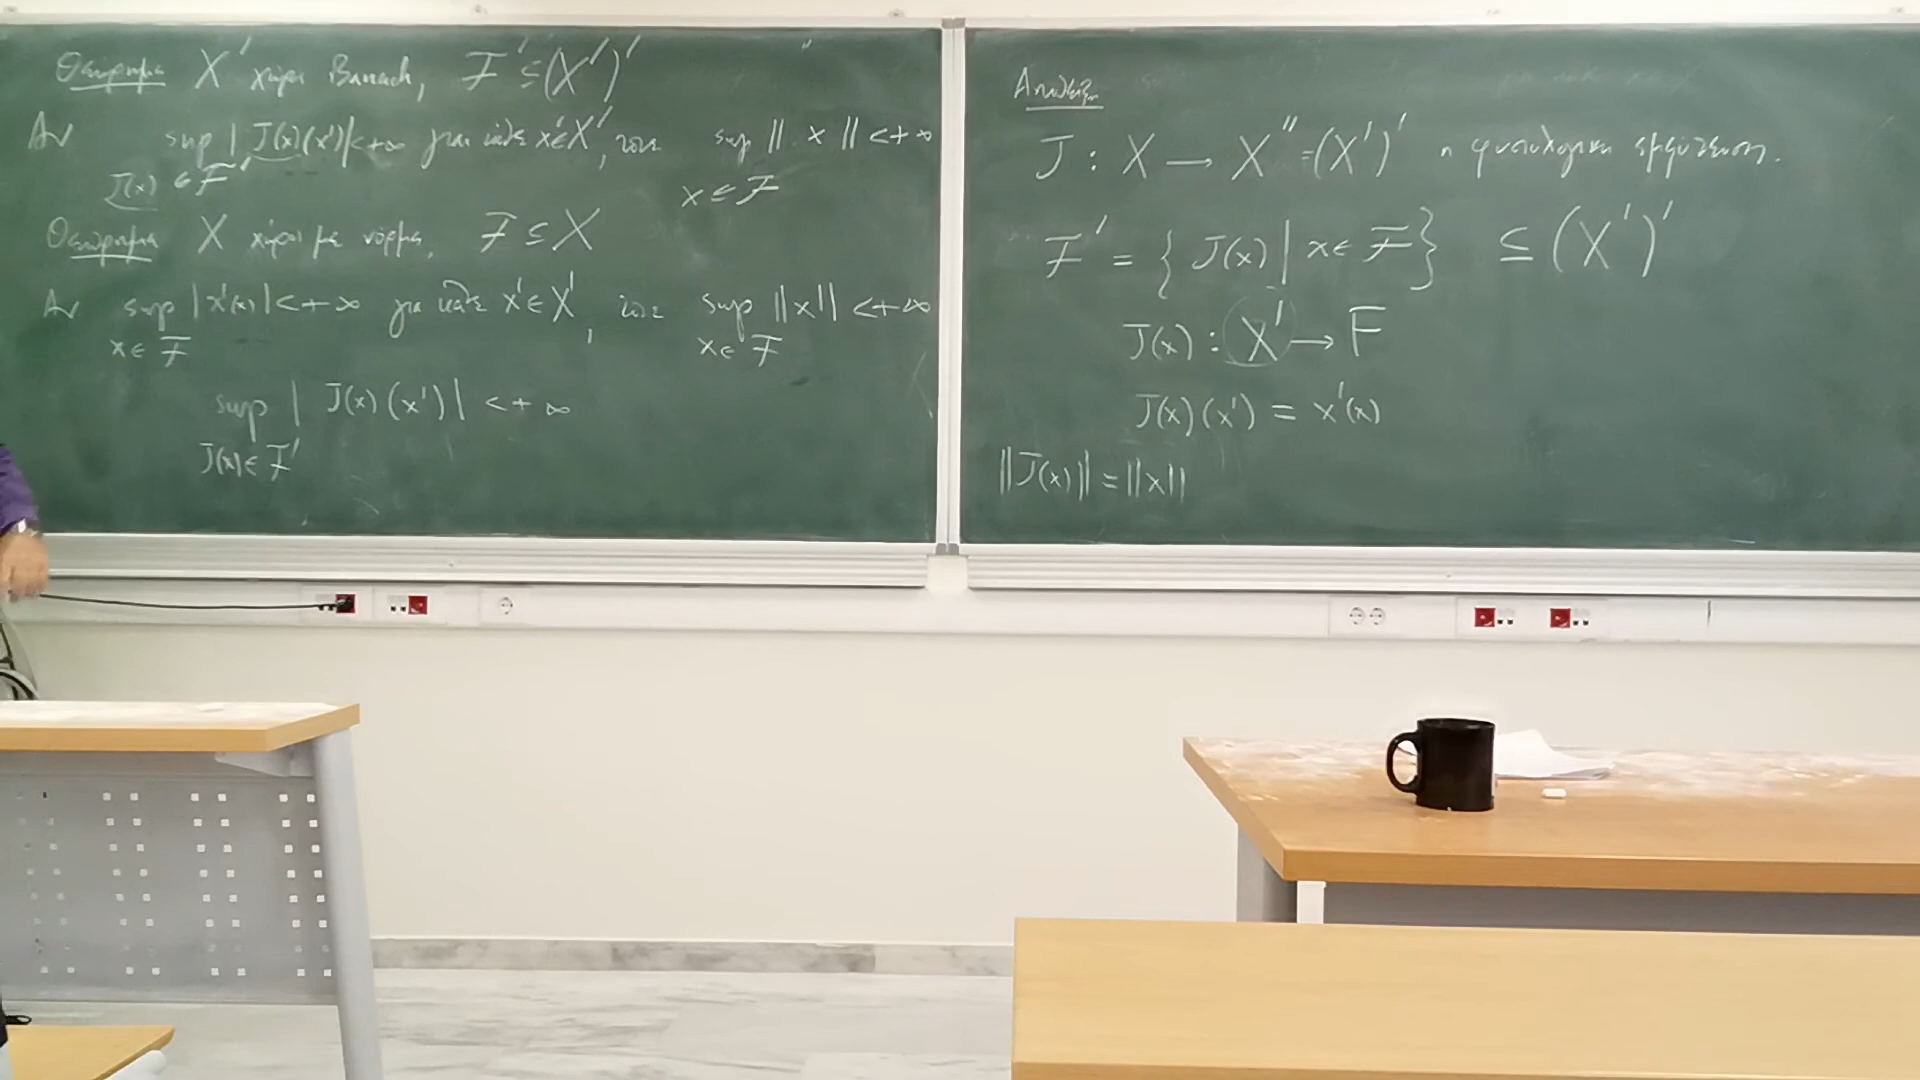 Θεώρημα X' χώρος Banach, F' ⊆ (X')'
Αν sup | J(x)(x')| < +∞ για κάθε x' ∈ X', τότε sup || x || < +∞
J(x) ∈ F' x ∈ F
Θεώρημα X χώρος με νόρμα, F ⊆ X
Αν sup |x'(x)| < +∞ για κάθε x' ∈ X', τότε sup ||x|| < +∞
x ∈ F x ∈ F
sup | J(x)(x')| < +∞
J(x) ∈ F'
Απόδειξη
J : X → X'' = (X')' η φυσιολογική εμφύτευση.
F' = { J(x) | x ∈ F } ⊆ (X')'
J(x) : X' → F
J(x)(x') = x'(x)
||J(x)|| = ||x||